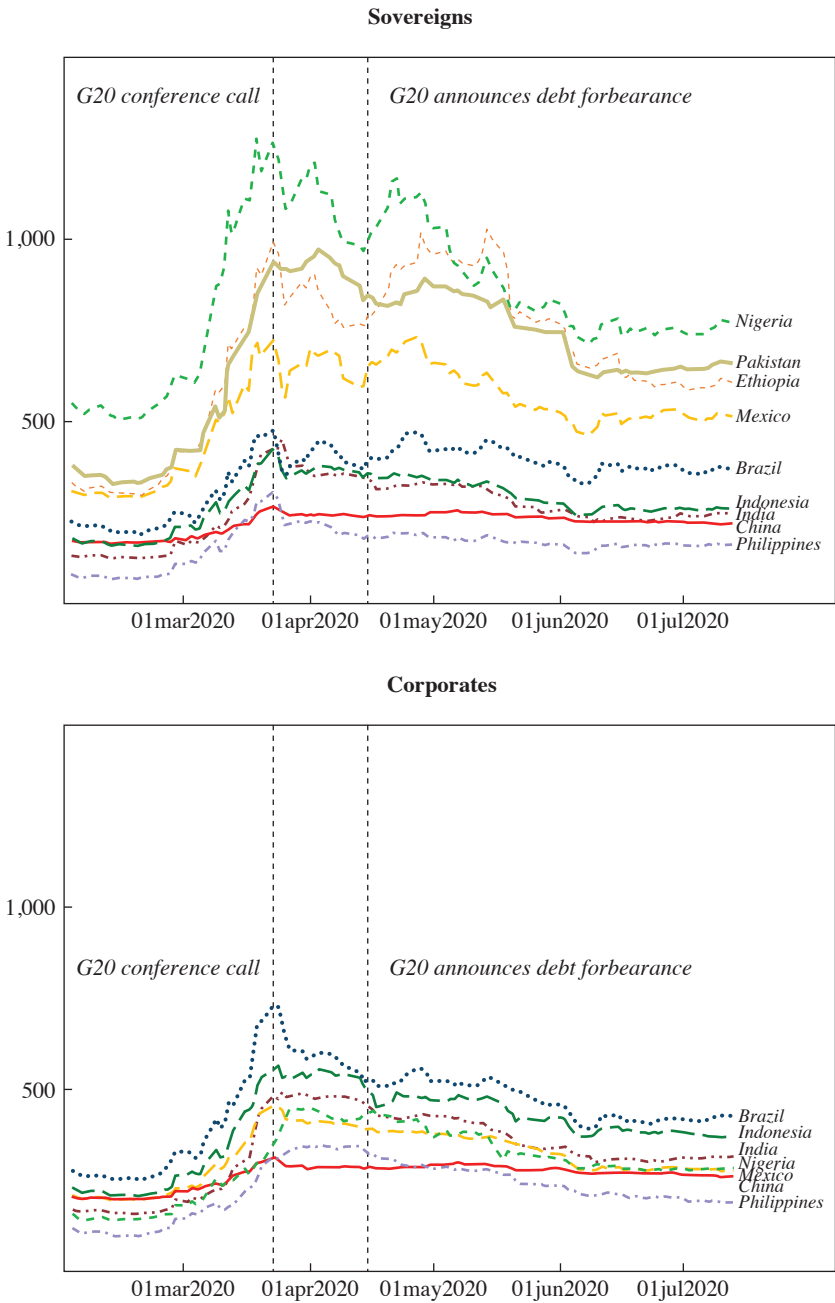 Sovereigns
G20 conference call
G20 announces debt forbearance
1,000
500
Nigeria
Pakistan
Ethiopia
Mexico
Brazil
Indonesia
India
China
Philippines
01mar2020 01apr2020 01may2020 01jun2020 01jul2020
Corporates
1,000
G20 conference call
G20 announces debt forbearance
500
Brazil
Indonesia
India
Nigeria
Mexico
China
Philippines
01mar2020 01apr2020 01may2020 01jun2020 01jul2020